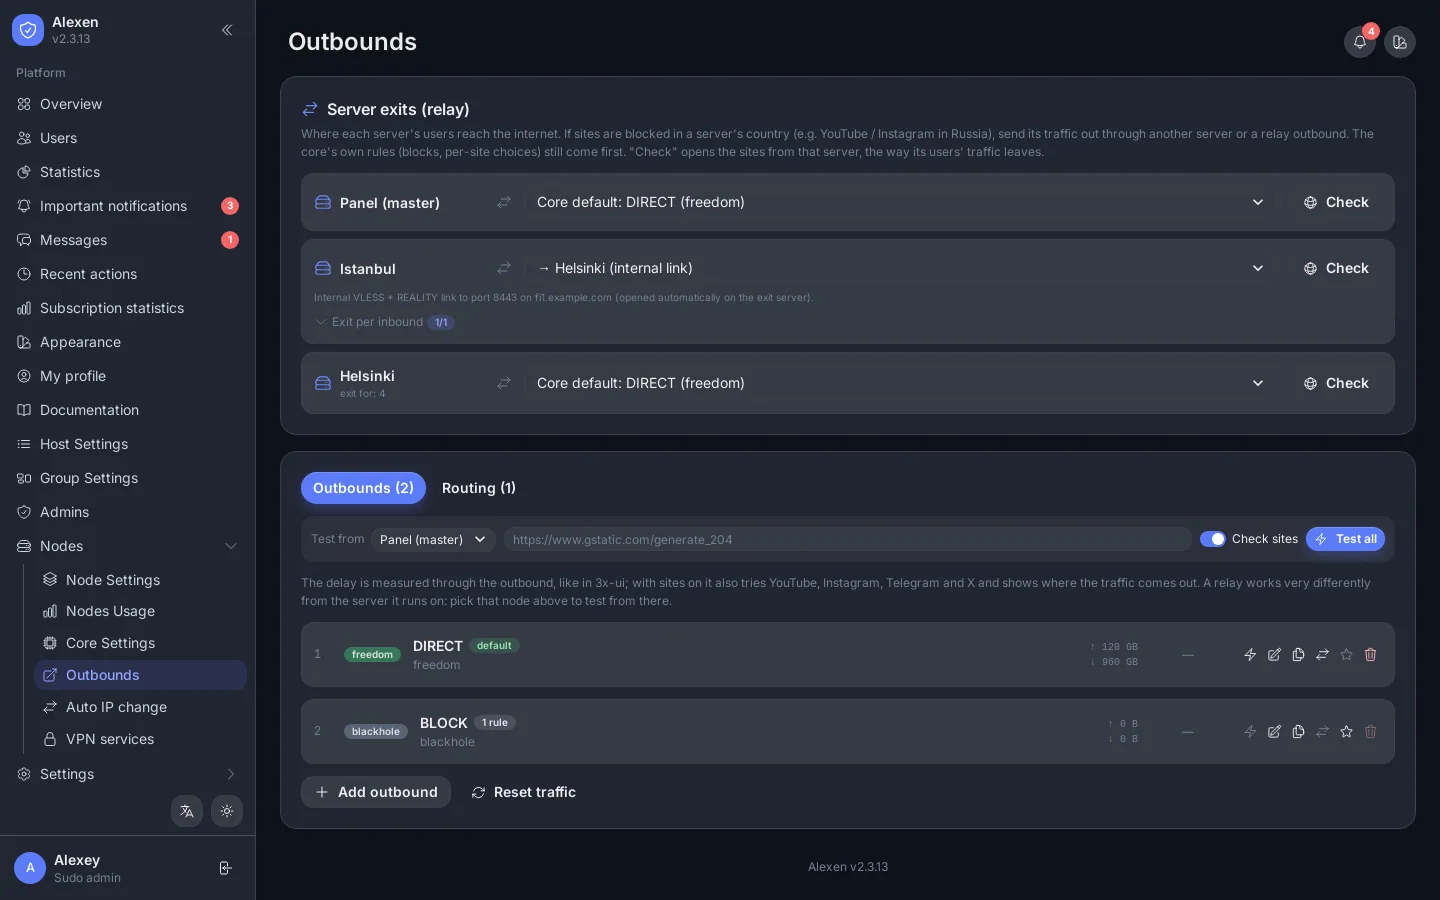 Alexen
v2.3.13
Platform
Overview
Users
Statistics
Important notifications 3
Messages 1
Recent actions
Subscription statistics
Appearance
My profile
Documentation
Host Settings
Group Settings
Admins
Nodes
Node Settings
Nodes Usage
Core Settings
Outbounds
Auto IP change
VPN services
Settings
A
Alexey
Sudo admin
Outbounds
4
Server exits (relay)
Where each server's users reach the internet. If sites are blocked in a server's country (e.g. YouTube / Instagram in Russia), send its traffic out through another server or a relay outbound. The
core's own rules (blocks, per-site choices) still come first. "Check" opens the sites from that server, the way its users' traffic leaves.
Panel (master) Core default: DIRECT (freedom) Check
Istanbul → Helsinki (internal link) Check
Internal VLESS + REALITY link to port 8443 on fi1.example.com (opened automatically on the exit server).
Exit per inbound 1/1
Helsinki Core default: DIRECT (freedom) Check
exit for: 4
Outbounds (2) Routing (1)
Test from Panel (master) https://www.gstatic.com/generate_204 Check sites Test all
The delay is measured through the outbound, like in 3x-ui; with sites on it also tries YouTube, Instagram, Telegram and X and shows where the traffic comes out. A relay works very differently
from the server it runs on: pick that node above to test from there.
1 freedom DIRECT default ↑ 120 GB —
freedom ↓ 960 GB
2 blackhole BLOCK 1 rule ↑ 0 B —
blackhole ↓ 0 B
Add outbound Reset traffic
Alexen v2.3.13